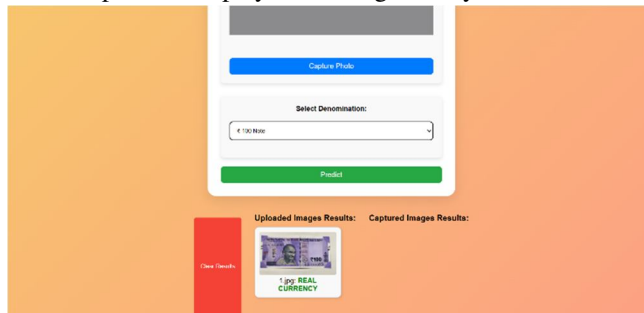 Capture Photo
Select Denomination:
₹ 100 Note
Predict
Uploaded Images Results: Captured Images Results:
Clear Results
₹100
1.jpg: REAL
CURRENCY